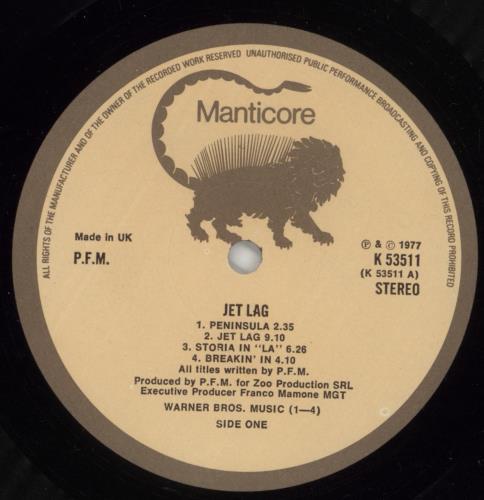 ALL RIGHTS OF THE MANUFACTURER AND OF THE OWNER OF THE RECORDED WORK RESERVED UNAUTHORISED PUBLIC PERFORMANCE BROADCASTING AND COPYING OF THIS RECORD PROHIBITED
Manticore
Made in UK
P.F.M.
℗ & © 1977
K 53511
(K 53511 A)
STEREO
JET LAG
1. PENINSULA 2.35
2. JET LAG 9.10
3. STORIA IN "LA" 6.26
4. BREAKIN' IN 4.10
All titles written by P.F.M.
Produced by P.F.M. for Zoo Production SRL
Executive Producer Franco Mamone MGT
WARNER BROS. MUSIC (1—4)
SIDE ONE